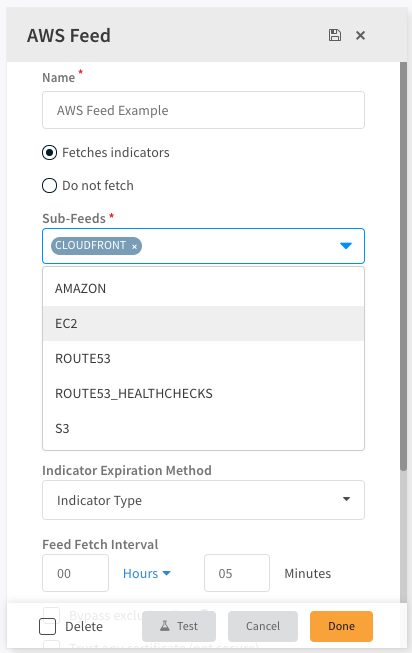 AWS Feed
Name *
AWS Feed Example
Fetches indicators
Do not fetch
Sub-Feeds *
CLOUDFRONT ×
AMAZON
EC2
ROUTE53
ROUTE53_HEALTHCHECKS
S3
Indicator Expiration Method
Indicator Type
Feed Fetch Interval
00 Hours 05 Minutes
Bypass exclu
Delete Test Cancel Done
Trust any certificate (not secure)